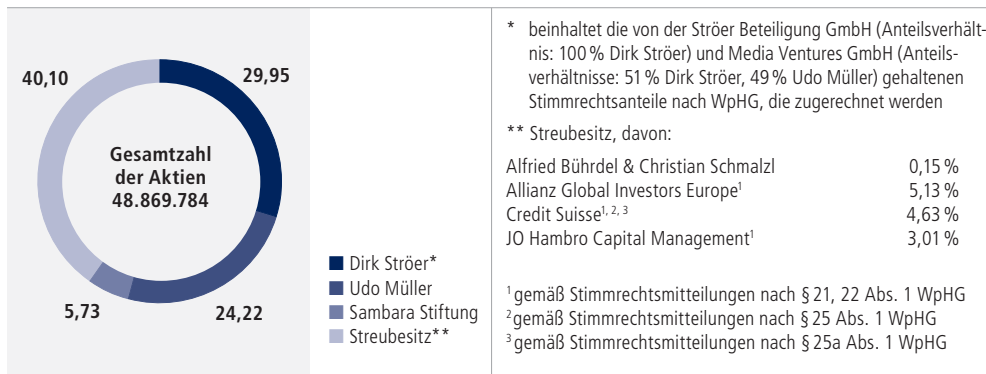 40,10
29,95
Gesamtzahl
der Aktien
48.869.784
5,73
24,22
Dirk Ströer*
Udo Müller
Sambara Stiftung
Streubesitz**
* beinhaltet die von der Ströer Beteiligung GmbH (Anteilsverhält-
nis: 100 % Dirk Ströer) und Media Ventures GmbH (Anteils-
verhältnisse: 51 % Dirk Ströer, 49 % Udo Müller) gehaltenen
Stimmrechtsanteile nach WpHG, die zugerechnet werden
** Streubesitz, davon:
Alfried Bührdel & Christian Schmalzl 0,15 %
Allianz Global Investors Europe¹ 5,13 %
Credit Suisse¹, ², ³ 4,63 %
JO Hambro Capital Management¹ 3,01 %
¹ gemäß Stimmrechtsmitteilungen nach § 21, 22 Abs. 1 WpHG
² gemäß Stimmrechtsmitteilungen nach § 25 Abs. 1 WpHG
³ gemäß Stimmrechtsmitteilungen nach § 25a Abs. 1 WpHG